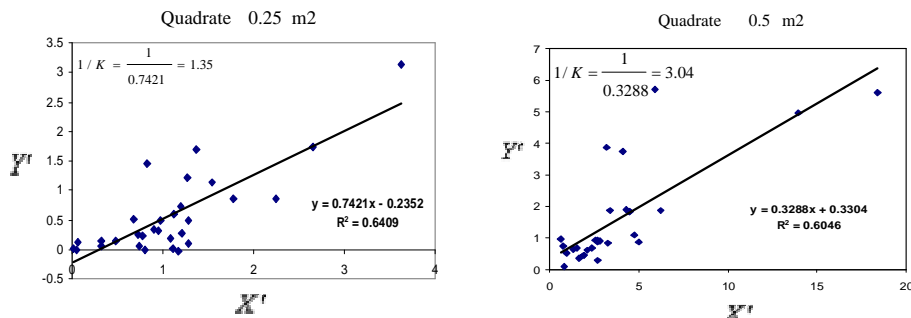 Quadrate 0.25 m2
3.5
3
2.5
2
1.5
1
0.5
0
-0.5
1/K = 1/0.7421 = 1.35
y = 0.7421x - 0.2352
R² = 0.6409
0 1 2 3 4
X'
Y'
Quadrate 0.5 m2
7
6
5
4
3
2
1
0
1/K = 1/0.3288 = 3.04
y = 0.3288x + 0.3304
R² = 0.6046
0 5 10 15 20
X'
Y'